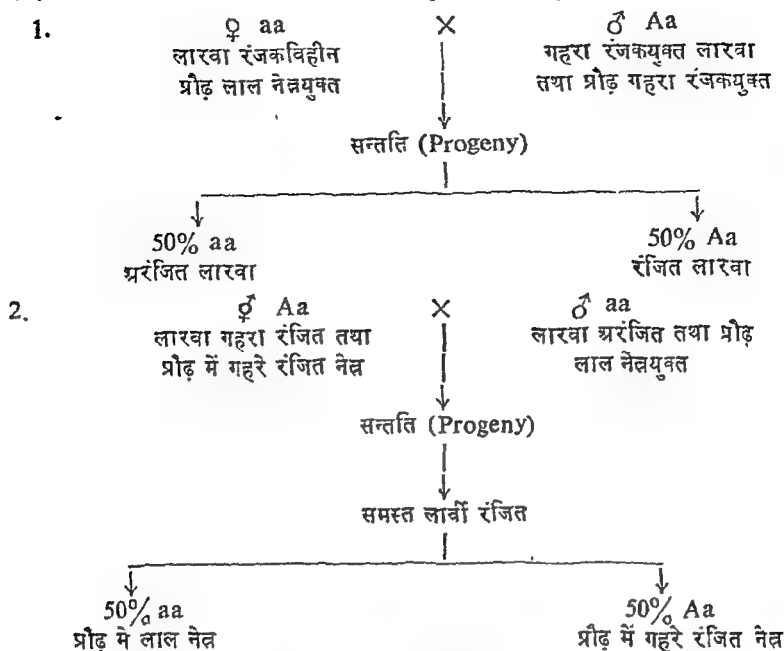 1. ♀ aa × ♂ Aa
लारवा रंजकविहीन गहरा रंजकयुक्त लारवा
प्रौढ़ लाल नेत्रयुक्त तथा प्रौढ़ गहरा रंजकयुक्त
सन्तति (Progeny)
50% aa 50% Aa
अरंजित लारवा रंजित लारवा
2. ♀ Aa × ♂ aa
लारवा गहरा रंजित तथा लारवा अरंजित तथा प्रौढ़
प्रौढ़ में गहरे रंजित नेत्र लाल नेत्रयुक्त
सन्तति (Progeny)
समस्त लार्वी रंजित
50% aa 50% Aa
प्रौढ़ मे लाल नेत्र प्रौढ़ में गहरे रंजित नेत्र